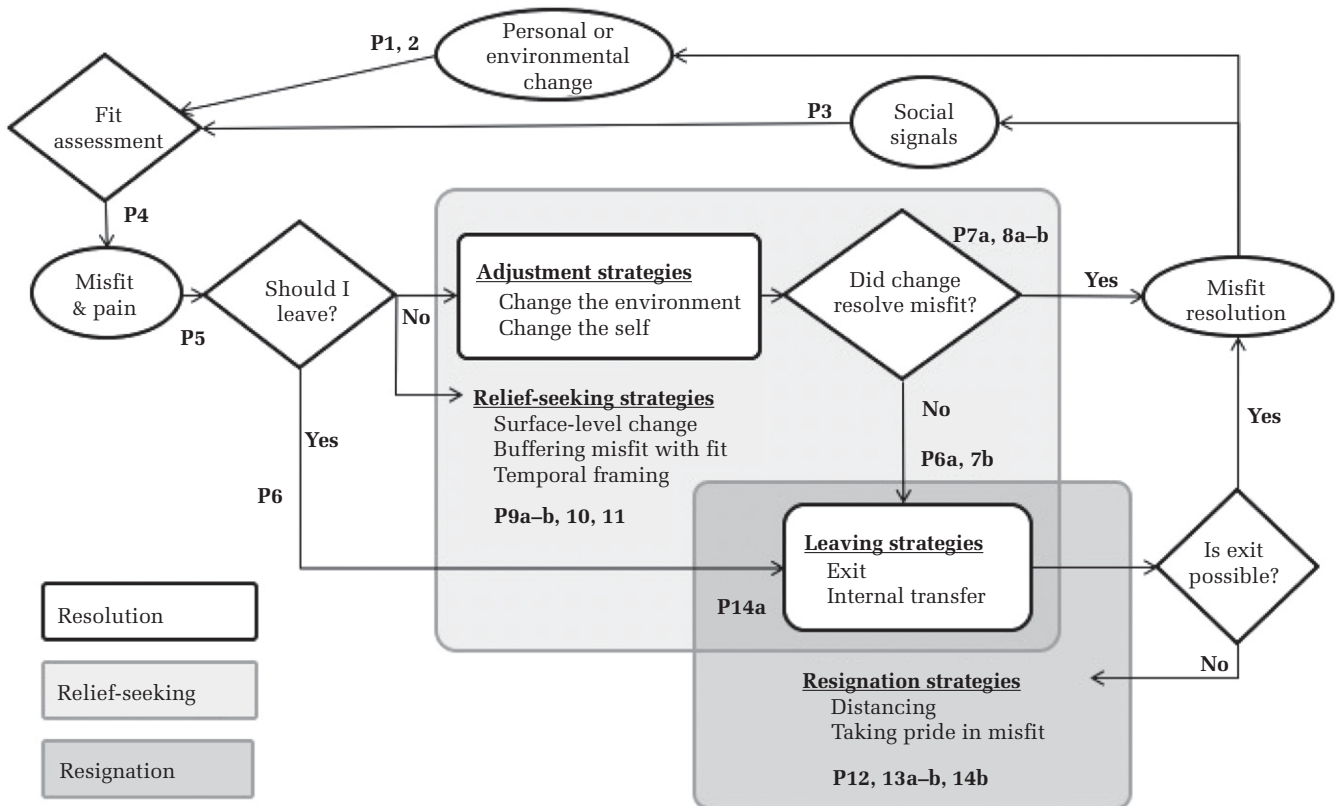 Personal or
environmental
change
P1, 2
Fit
assessment
P3
Social
signals
P4
Misfit
& pain
P5
Should I
leave?
No
Adjustment strategies
Change the environment
Change the self
Did change
resolve misfit?
P7a, 8a–b
Yes
Misfit
resolution
Relief-seeking strategies
Surface-level change
Buffering misfit with fit
Temporal framing
P9a–b, 10, 11
No
P6a, 7b
Yes
Yes
P6
Leaving strategies
Exit
Internal transfer
P14a
Is exit
possible?
No
Resignation strategies
Distancing
Taking pride in misfit
P12, 13a–b, 14b
Resolution
Relief-seeking
Resignation